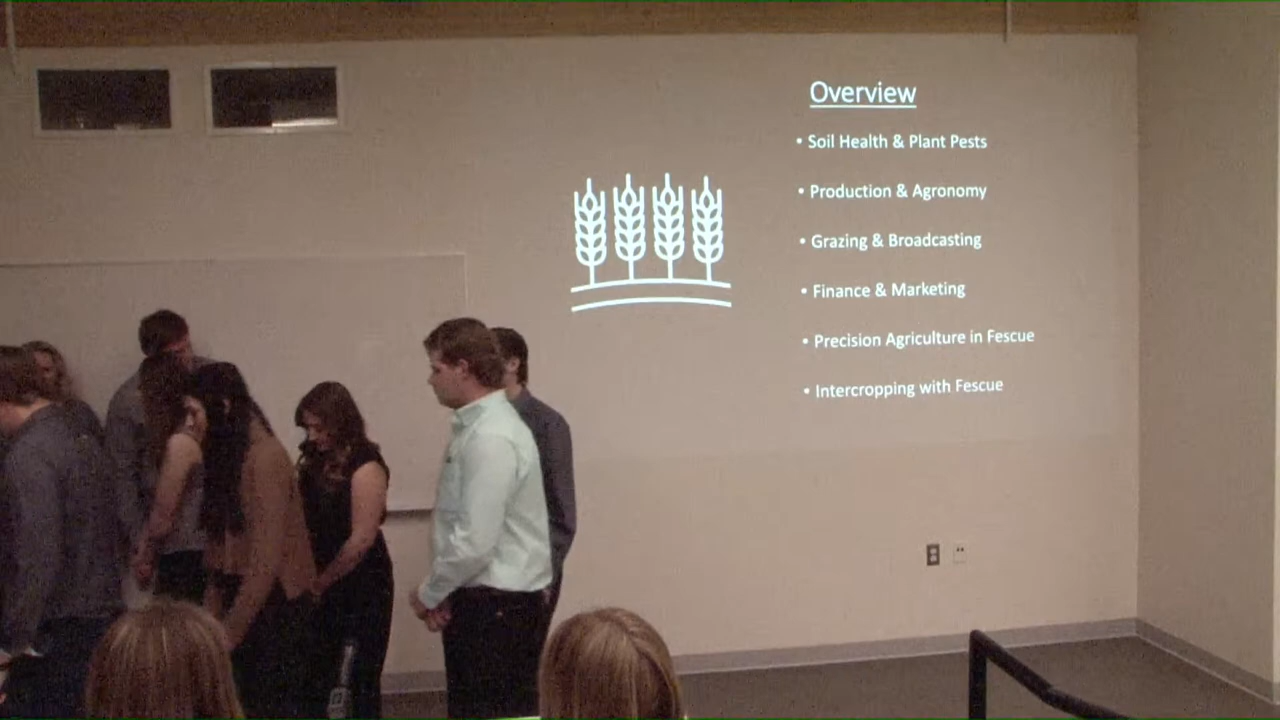 Overview
• Soil Health & Plant Pests
• Production & Agronomy
• Grazing & Broadcasting
• Finance & Marketing
• Precision Agriculture in Fescue
• Intercropping with Fescue